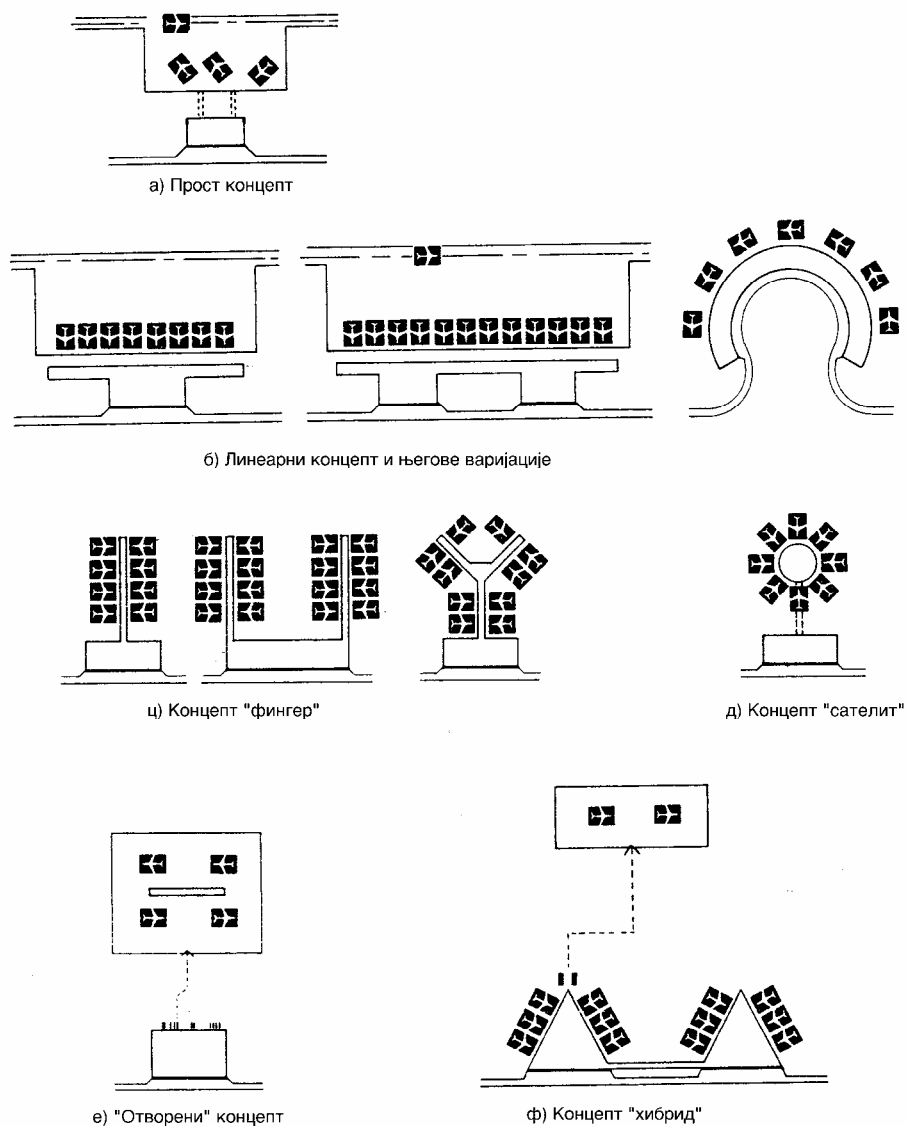 а) Прост концепт
б) Линеарни концепт и његове варијације
ц) Концепт "фингер"
д) Концепт "сателит"
е) "Отворени" концепт
ф) Концепт "хибрид"